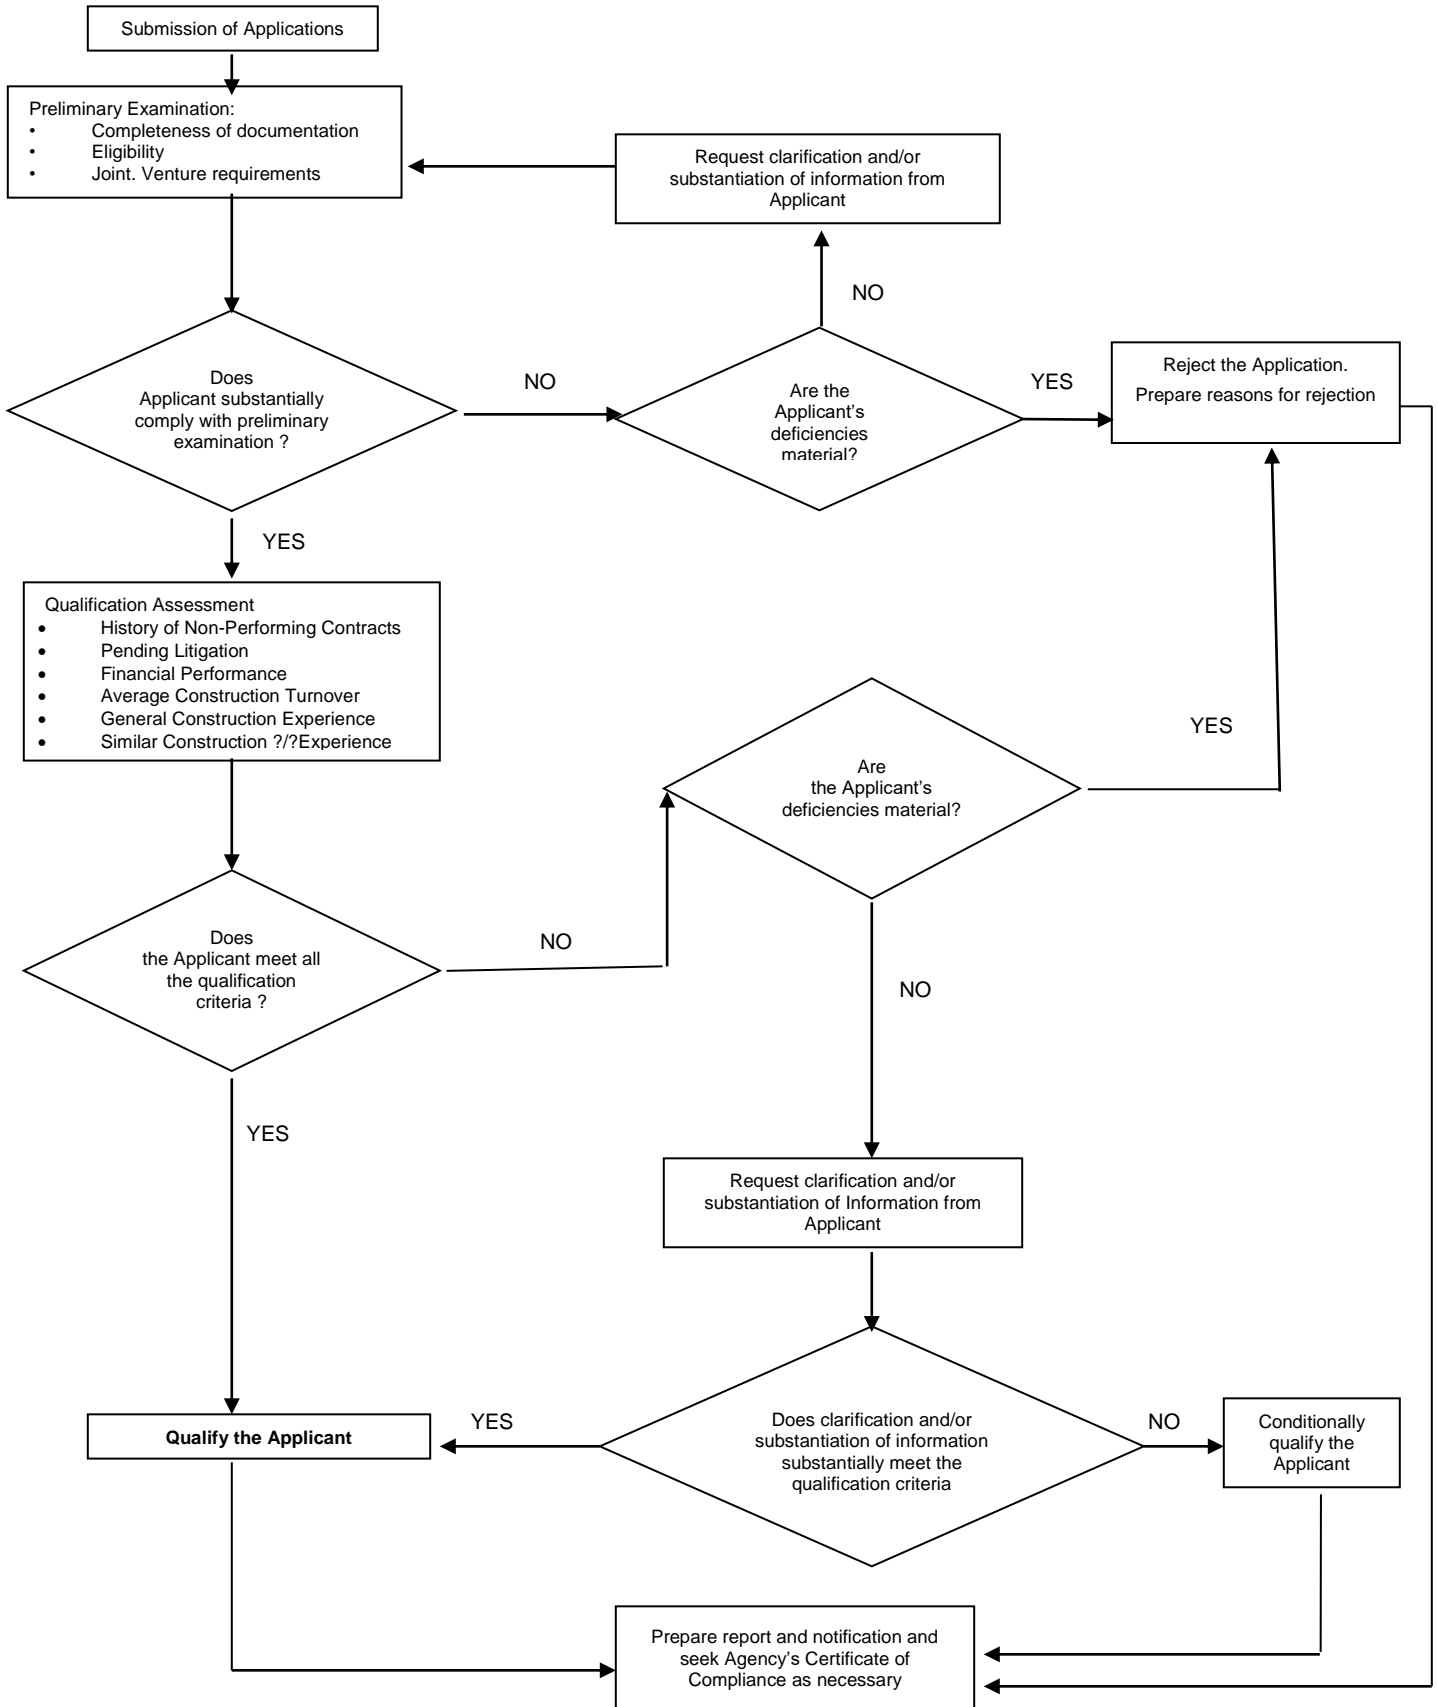 Submission of Applications
Preliminary Examination:
• Completeness of documentation
• Eligibility
• Joint. Venture requirements
Request clarification and/or
substantiation of information from
Applicant
NO
Does
Applicant substantially
comply with preliminary
examination ?
NO
Are the
Applicant’s
deficiencies
material?
YES
Reject the Application.
Prepare reasons for rejection
YES
Qualification Assessment
• History of Non-Performing Contracts
• Pending Litigation
• Financial Performance
• Average Construction Turnover
• General Construction Experience
• Similar Construction ?/?Experience
Are
the Applicant’s
deficiencies material?
YES
Does
the Applicant meet all
the qualification
criteria ?
NO
NO
YES
Request clarification and/or
substantiation of Information from
Applicant
Qualify the Applicant
YES
Does clarification and/or
substantiation of information
substantially meet the
qualification criteria
NO
Conditionally
qualify the
Applicant
Prepare report and notification and
seek Agency’s Certificate of
Compliance as necessary